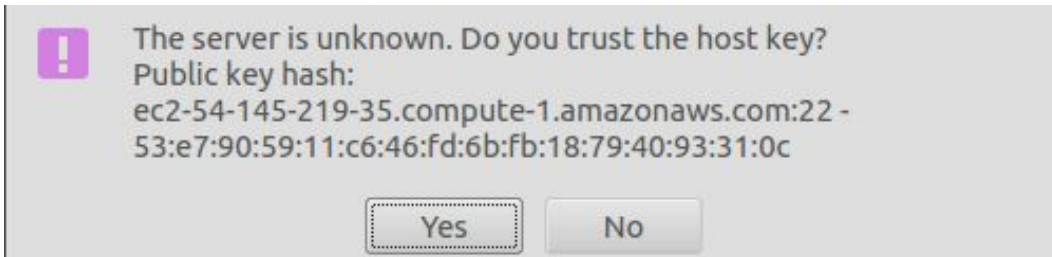 The server is unknown. Do you trust the host key?
Public key hash:
ec2-54-145-219-35.compute-1.amazonaws.com:22 -
53:e7:90:59:11:c6:46:fd:6b:fb:18:79:40:93:31:0c
Yes No